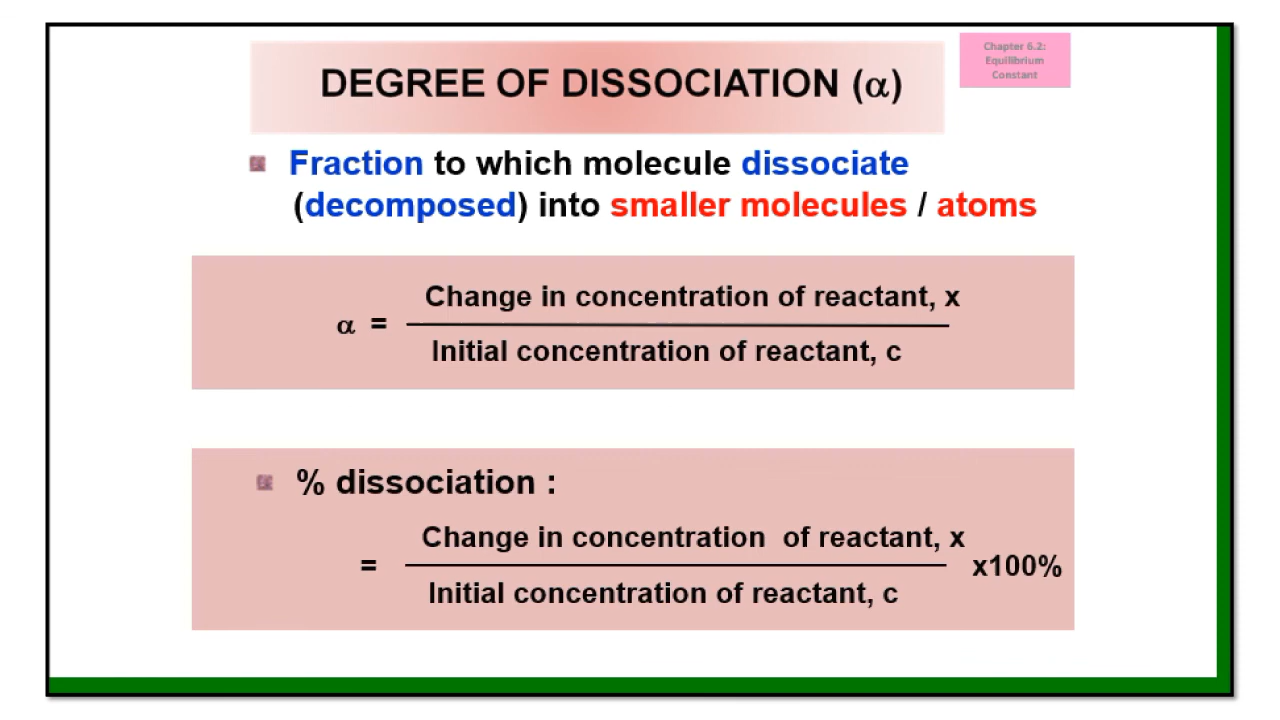 DEGREE OF DISSOCIATION (α)
Chapter 6.2:
Equilibrium
Constant
Fraction to which molecule dissociate
(decomposed) into smaller molecules / atoms
Change in concentration of reactant, x
α =
Initial concentration of reactant, c
% dissociation :
Change in concentration of reactant, x
= x100%
Initial concentration of reactant, c